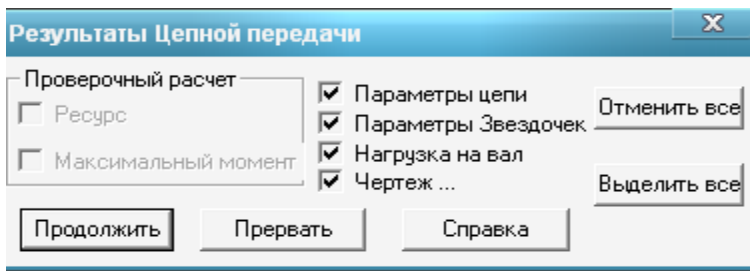 Результаты Цепной передачи
Проверочный расчет
Ресурс
Максимальный момент
Параметры цепи
Параметры Звездочек
Нагрузка на вал
Чертеж ...
Отменить все
Выделить все
Продолжить
Прервать
Справка